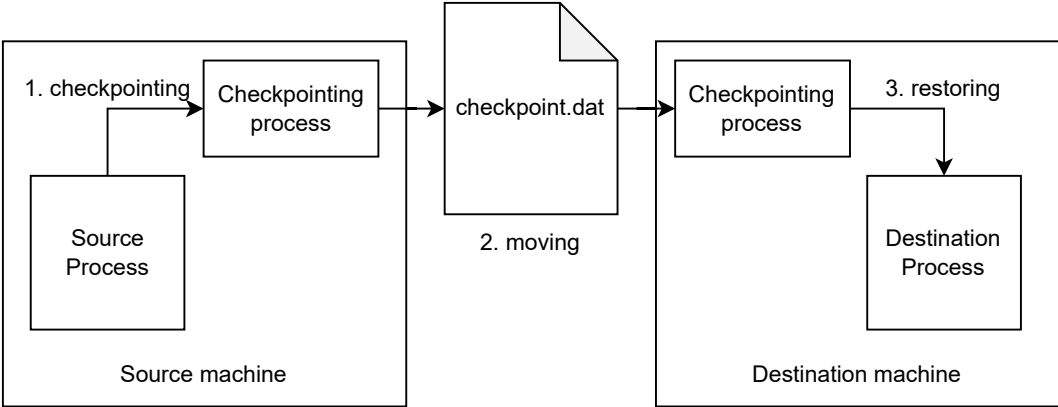 1. checkpointing
Checkpointing
process
Source
Process
Source machine
checkpoint.dat
2. moving
Checkpointing
process
3. restoring
Destination
Process
Destination machine